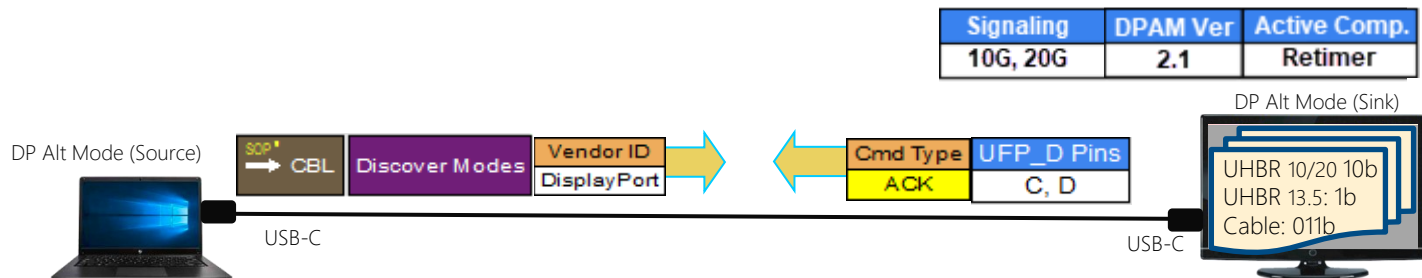 Signaling DPAM Ver Active Comp.
10G, 20G 2.1 Retimer
DP Alt Mode (Sink)
DP Alt Mode (Source)
SOP' → CBL Discover Modes Vendor ID
DisplayPort
Cmd Type UFP_D Pins
ACK C, D
UHBR 10/20 10b
UHBR 13.5: 1b
Cable: 011b
USB-C
USB-C